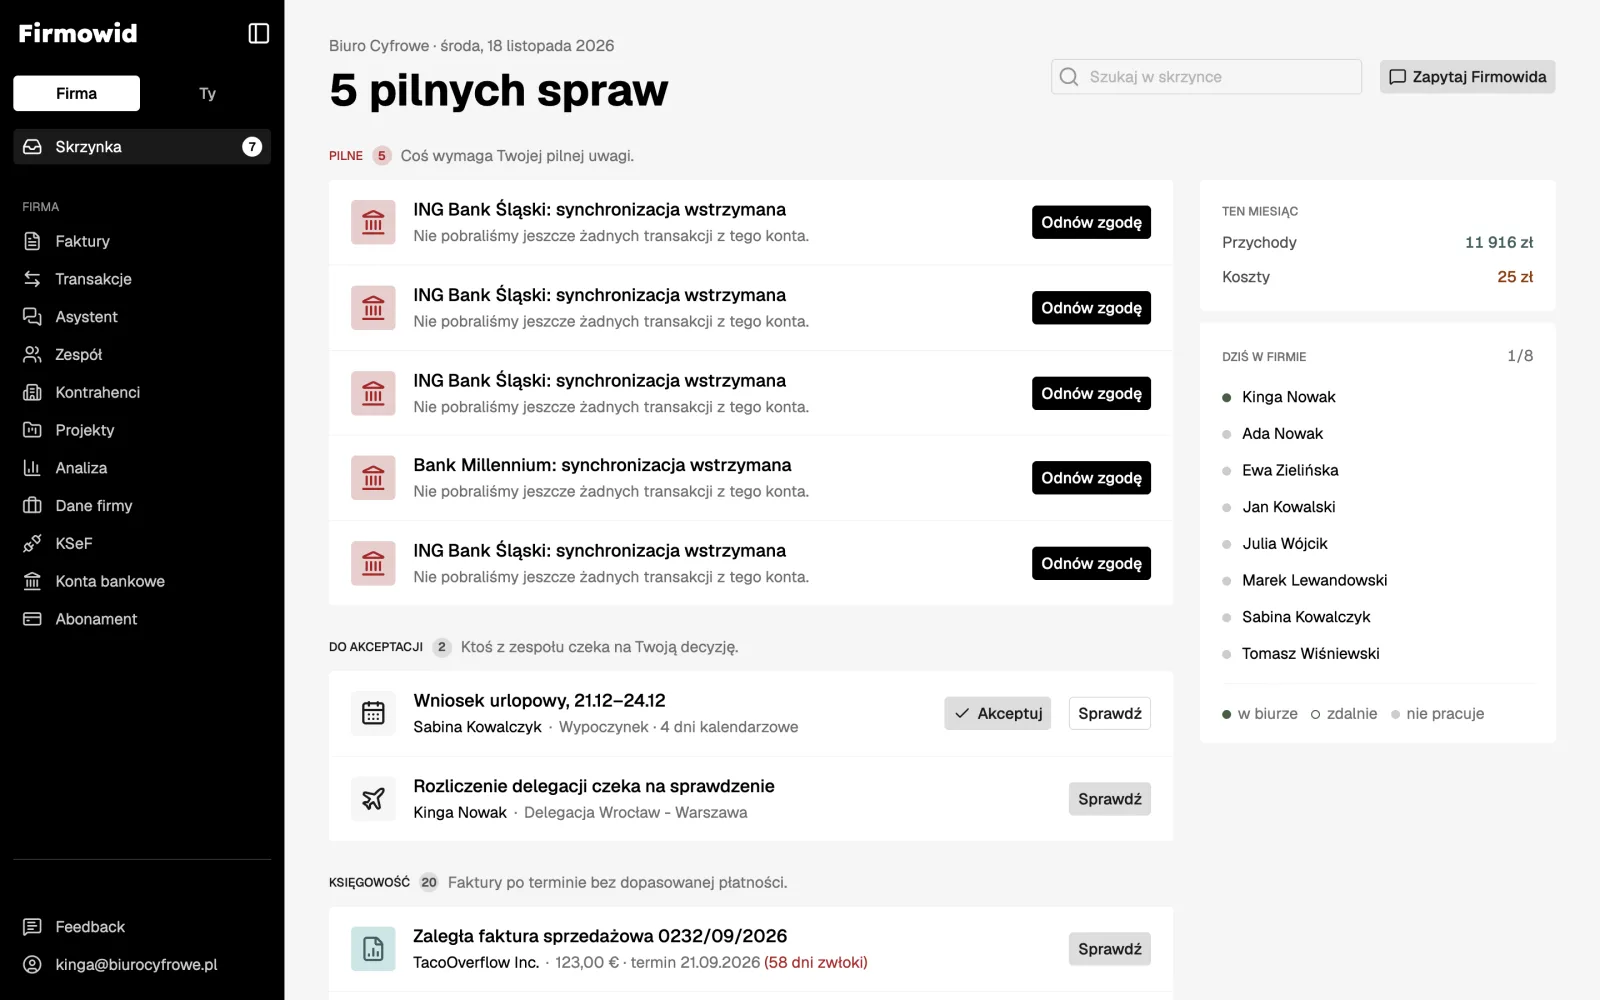 Firmowid
Firma
Ty
Skrzynka
7
FIRMA
Faktury
Transakcje
Asystent
Zespół
Kontrahenci
Projekty
Analiza
Dane firmy
KSeF
Konta bankowe
Abonament
Feedback
kinga@biurocyfrowe.pl
Biuro Cyfrowe · środa, 18 listopada 2026
5 pilnych spraw
Szukaj w skrzynce
Zapytaj Firmowida
PILNE 5 Coś wymaga Twojej pilnej uwagi.
ING Bank Śląski: synchronizacja wstrzymana
Nie pobraliśmy jeszcze żadnych transakcji z tego konta.
Odnów zgodę
ING Bank Śląski: synchronizacja wstrzymana
Nie pobraliśmy jeszcze żadnych transakcji z tego konta.
Odnów zgodę
ING Bank Śląski: synchronizacja wstrzymana
Nie pobraliśmy jeszcze żadnych transakcji z tego konta.
Odnów zgodę
Bank Millennium: synchronizacja wstrzymana
Nie pobraliśmy jeszcze żadnych transakcji z tego konta.
Odnów zgodę
ING Bank Śląski: synchronizacja wstrzymana
Nie pobraliśmy jeszcze żadnych transakcji z tego konta.
Odnów zgodę
DO AKCEPTACJI 2 Ktoś z zespołu czeka na Twoją decyzję.
Wniosek urlopowy, 21.12–24.12
Sabina Kowalczyk · Wypoczynek · 4 dni kalendarzowe
Akceptuj
Sprawdź
Rozliczenie delegacji czeka na sprawdzenie
Kinga Nowak · Delegacja Wrocław - Warszawa
Sprawdź
KSIĘGOWOŚĆ 20 Faktury po terminie bez dopasowanej płatności.
Zaległa faktura sprzedażowa 0232/09/2026
TacoOverflow Inc. · 123,00 € · termin 21.09.2026 (58 dni zwłoki)
Sprawdź
TEN MIESIĄC
Przychody 11 916 zł
Koszty 25 zł
DZIŚ W FIRMIE 1/8
Kinga Nowak
Ada Nowak
Ewa Zielińska
Jan Kowalski
Julia Wójcik
Marek Lewandowski
Sabina Kowalczyk
Tomasz Wiśniewski
w biurze zdalnie nie pracuje